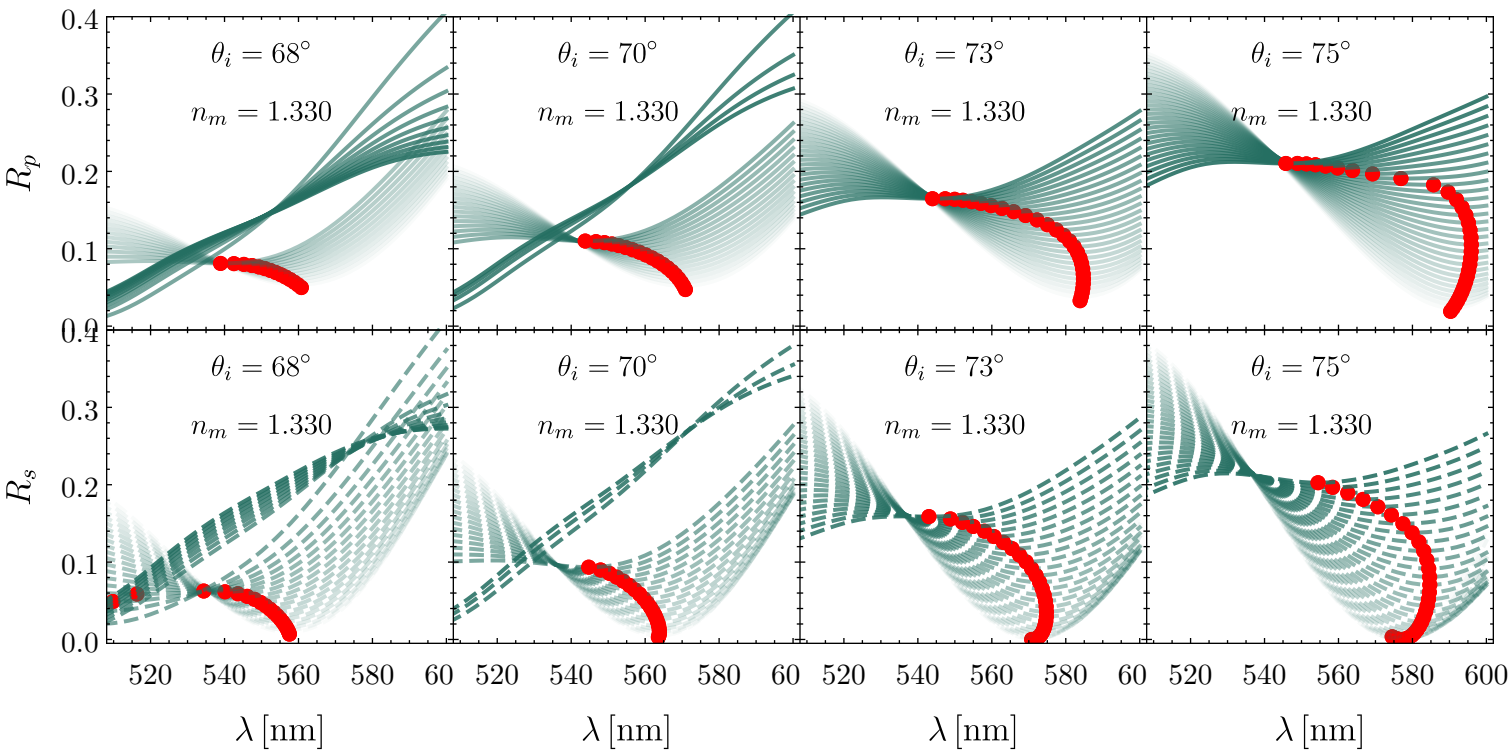 0.4
0.3
0.2
0.1
0.0
R_p
θ_i = 68°
n_m = 1.330
θ_i = 70°
n_m = 1.330
θ_i = 73°
n_m = 1.330
θ_i = 75°
n_m = 1.330
0.4
0.3
0.2
0.1
0.0
R_s
θ_i = 68°
n_m = 1.330
θ_i = 70°
n_m = 1.330
θ_i = 73°
n_m = 1.330
θ_i = 75°
n_m = 1.330
520 540 560 580 60
520 540 560 580 60
520 540 560 580 60
520 540 560 580 600
λ [nm]
λ [nm]
λ [nm]
λ [nm]